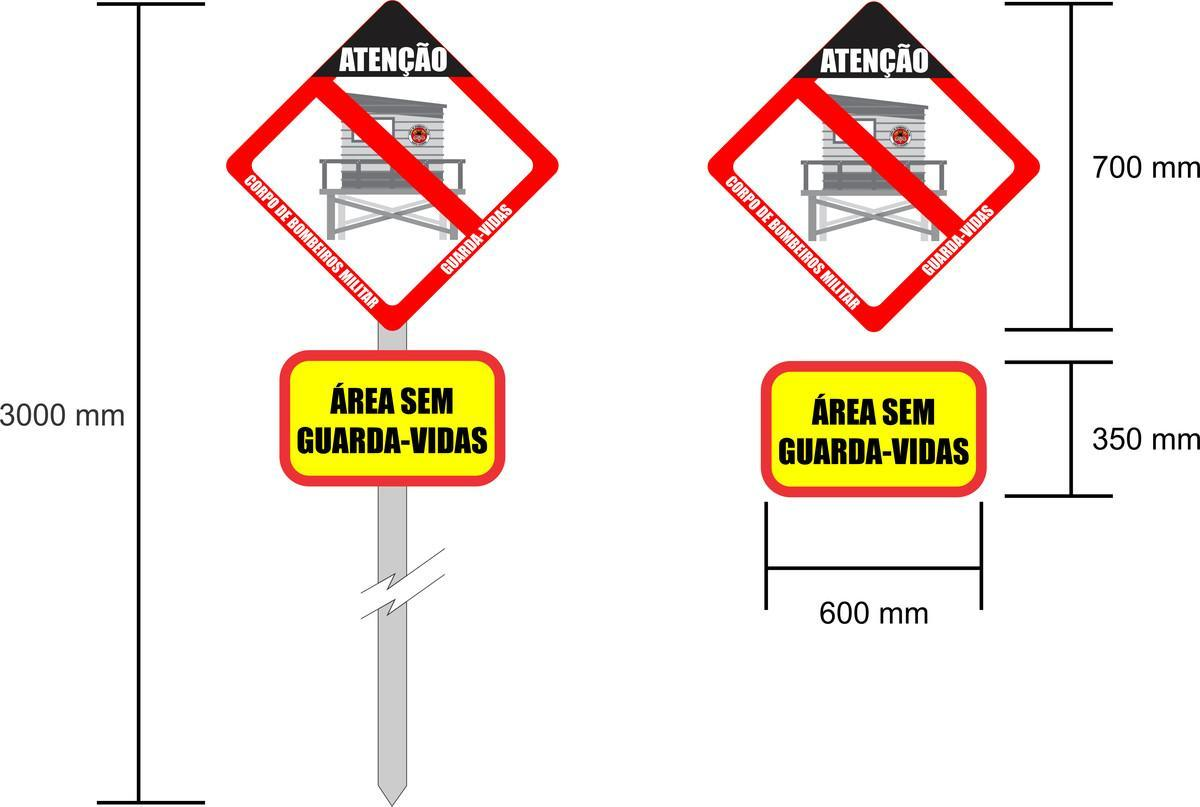 ATENÇÃO
CORPO DE BOMBEIROS MILITAR
GUARDA-VIDAS
ÁREA SEM
GUARDA-VIDAS
3000 mm
ATENÇÃO
CORPO DE BOMBEIROS MILITAR
GUARDA-VIDAS
700 mm
ÁREA SEM
GUARDA-VIDAS
350 mm
600 mm